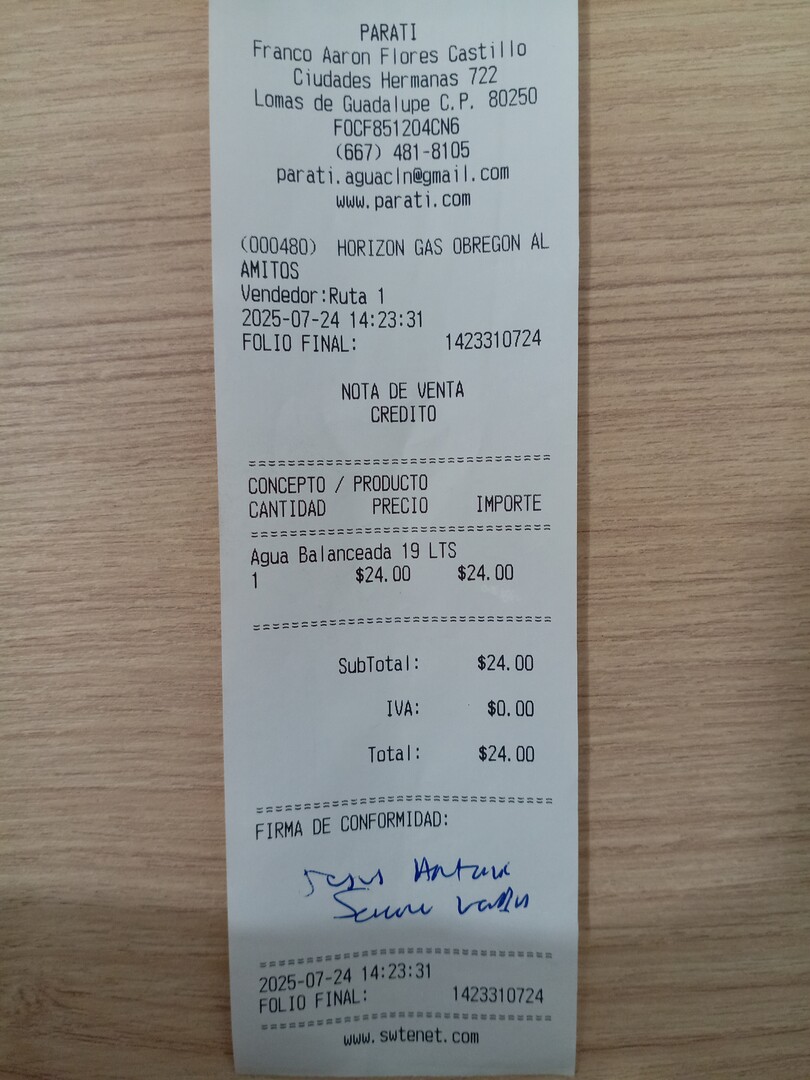 PARATI
Franco Aaron Flores Castillo
Ciudades Hermanas 722
Lomas de Guadalupe C.P. 80250
FOCF851204CN6
(667) 481-8105
parati.aguacln@gmail.com
www.parati.com
(000480) HORIZON GAS OBREGON AL
AMITOS
Vendedor:Ruta 1
2025-07-24 14:23:31
FOLIO FINAL: 1423310724
NOTA DE VENTA
CREDITO
===============================
CONCEPTO / PRODUCTO
CANTIDAD PRECIO IMPORTE
===============================
Agua Balanceada 19 LTS
1 $24.00 $24.00
===============================
SubTotal: $24.00
IVA: $0.00
Total: $24.00
===============================
FIRMA DE CONFORMIDAD:
Jesus Antonio
===============================
2025-07-24 14:23:31
FOLIO FINAL: 1423310724
===============================
www.swtenet.com